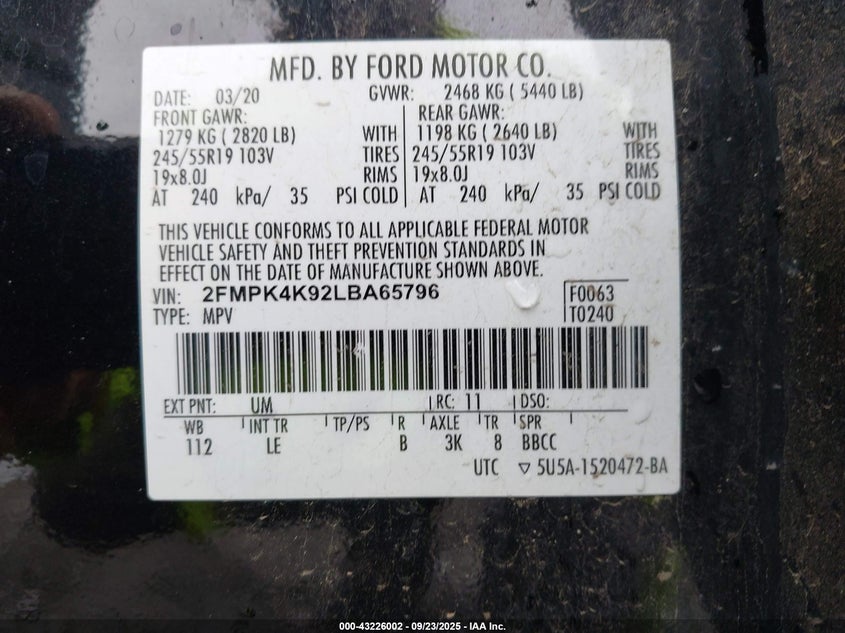 MFD. BY FORD MOTOR CO.
DATE: 03/20 GVWR: 2468 KG ( 5440 LB)
FRONT GAWR: REAR GAWR:
1279 KG ( 2820 LB) WITH 1198 KG ( 2640 LB) WITH
245/55R19 103V TIRES 245/55R19 103V TIRES
19x8.0J RIMS 19x8.0J RIMS
AT 240 kPa/ 35 PSI COLD AT 240 kPa/ 35 PSI COLD
THIS VEHICLE CONFORMS TO ALL APPLICABLE FEDERAL MOTOR
VEHICLE SAFETY AND THEFT PREVENTION STANDARDS IN
EFFECT ON THE DATE OF MANUFACTURE SHOWN ABOVE.
VIN: 2FMPK4K92LBA65796 F0063
TYPE: MPV T0240
EXT PNT: UM RC: 11 DSO:
WB INT TR TP/PS R AXLE TR SPR
112 LE B 3K 8 BBCC
UTC ▽ 5U5A-1520472-BA
000-43226002 - 09/23/2025 - IAA Inc.